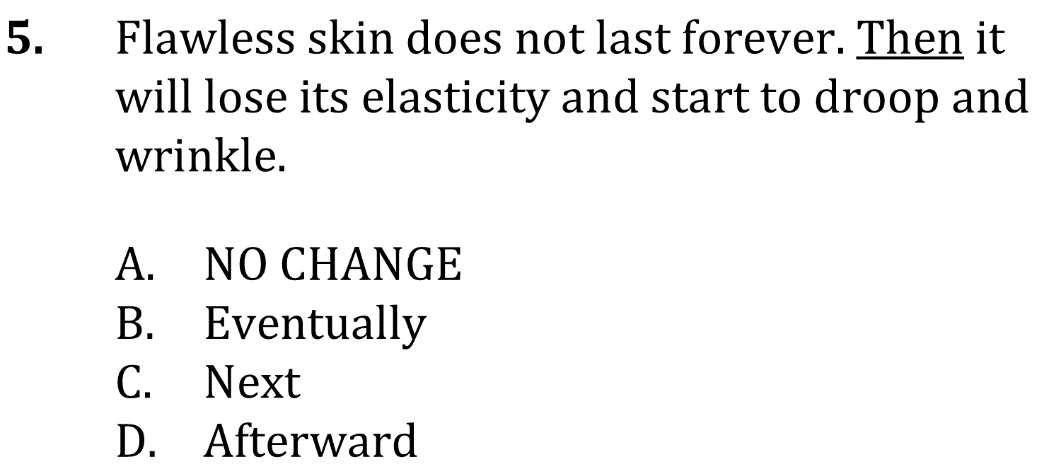 5. Flawless skin does not last forever. Then it
will lose its elasticity and start to droop and
wrinkle.
A. NO CHANGE
B. Eventually
C. Next
D. Afterward